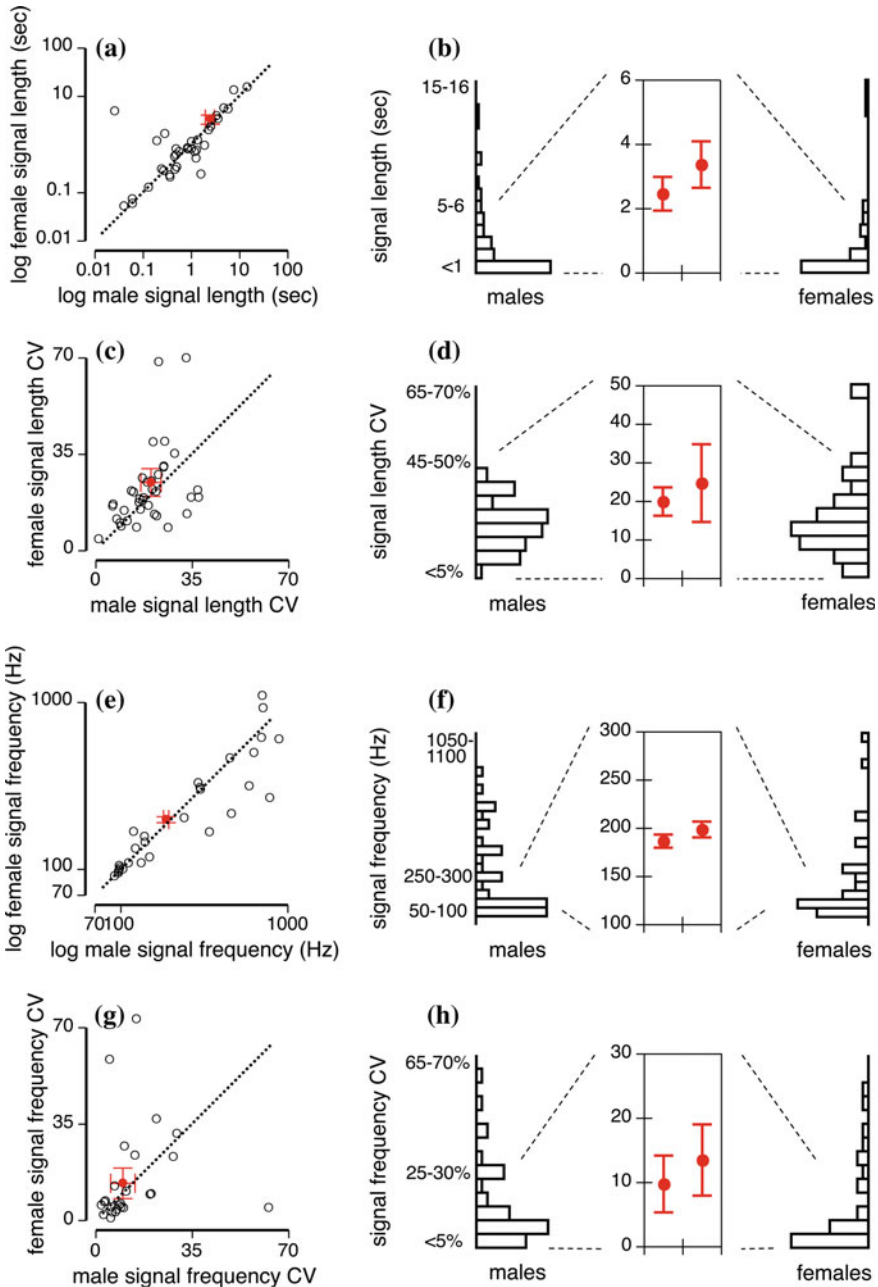 (a)
log female signal length (sec)
100
10
0.1
0.01
0.01 0.1 1 10 100
log male signal length (sec)
(b)
signal length (sec)
15-16
5-6
<1
6
4
2
0
males
females
(c)
female signal length CV
70
35
0
0 35 70
male signal length CV
(d)
signal length CV
65-70%
45-50%
<5%
50
40
30
20
10
0
males
females
(e)
log female signal frequency (Hz)
1000
100
70
70100 1000
log male signal frequency (Hz)
(f)
signal frequency (Hz)
1050-
1100
250-300
50-100
300
250
200
150
100
males
females
(g)
female signal frequency CV
70
35
0
0 35 70
male signal frequency CV
(h)
signal frequency CV
65-70%
25-30%
<5%
30
20
10
0
males
females